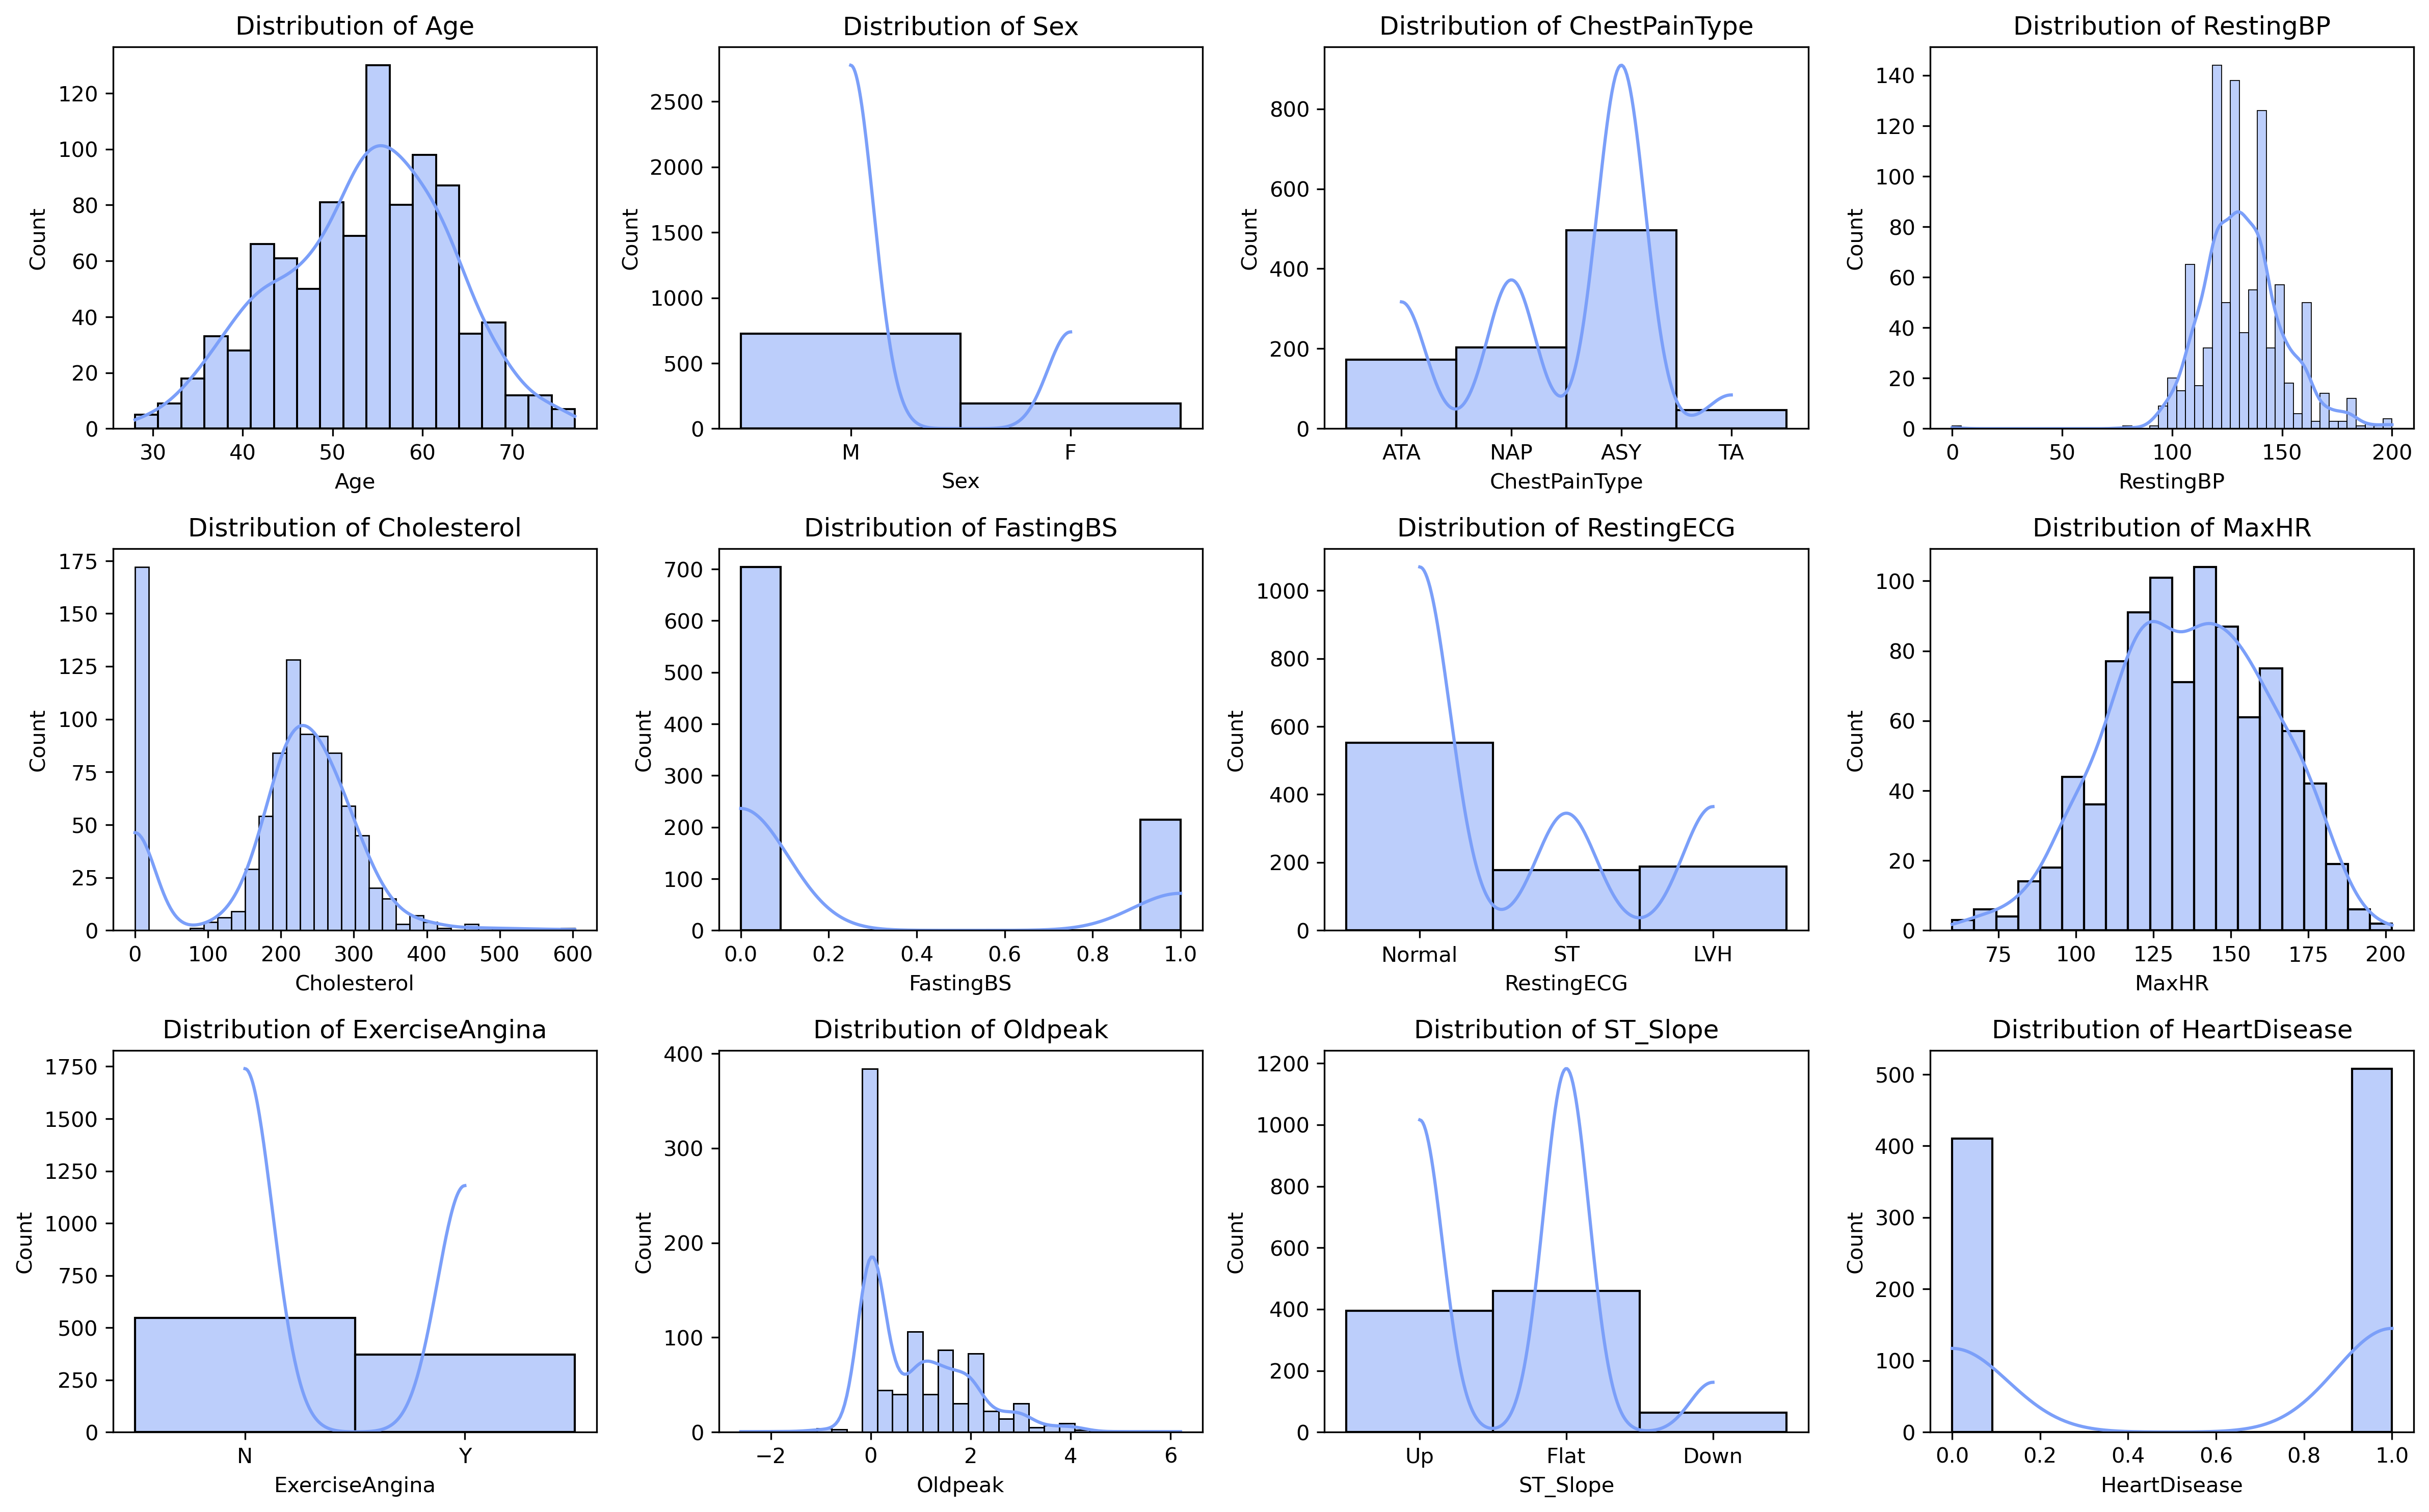 Distribution of Age
120
100
80
60
40
20
0
Count
30 40 50 60 70
Age
Distribution of Sex
2500
2000
1500
1000
500
0
Count
M F
Sex
Distribution of ChestPainType
800
600
400
200
0
Count
ATA NAP ASY TA
ChestPainType
Distribution of RestingBP
140
120
100
80
60
40
20
0
Count
0 50 100 150 200
RestingBP
Distribution of Cholesterol
175
150
125
100
75
50
25
0
Count
0 100 200 300 400 500 600
Cholesterol
Distribution of FastingBS
700
600
500
400
300
200
100
0
Count
0.0 0.2 0.4 0.6 0.8 1.0
FastingBS
Distribution of RestingECG
1000
800
600
400
200
0
Count
Normal ST LVH
RestingECG
Distribution of MaxHR
100
80
60
40
20
0
Count
75 100 125 150 175 200
MaxHR
Distribution of ExerciseAngina
1750
1500
1250
1000
750
500
250
0
Count
N Y
ExerciseAngina
Distribution of Oldpeak
400
300
200
100
0
Count
−2 0 2 4 6
Oldpeak
Distribution of ST_Slope
1200
1000
800
600
400
200
0
Count
Up Flat Down
ST_Slope
Distribution of HeartDisease
500
400
300
200
100
0
Count
0.0 0.2 0.4 0.6 0.8 1.0
HeartDisease